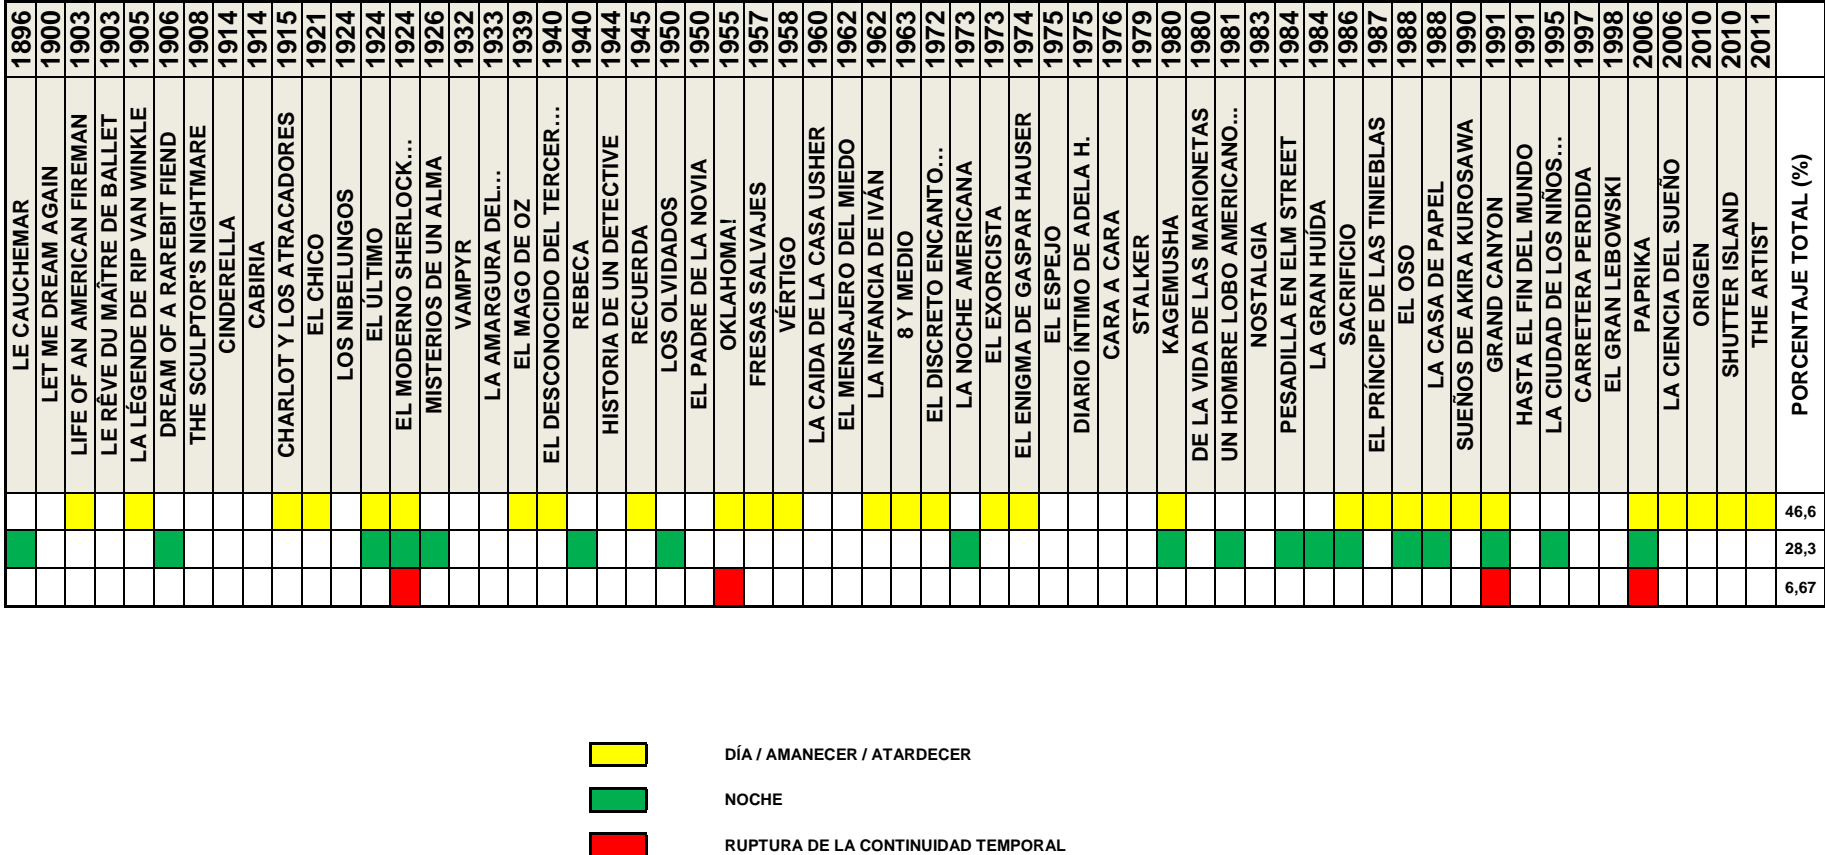 1896
1900
1903
1903
1905
1906
1908
1914
1914
1915
1921
1924
1924
1924
1926
1932
1933
1939
1940
1940
1944
1945
1950
1950
1955
1957
1958
1960
1962
1962
1963
1972
1973
1973
1974
1975
1975
1976
1979
1980
1980
1981
1983
1984
1984
1986
1987
1988
1988
1990
1991
1991
1995
1997
1998
2006
2006
2010
2010
2011
LE CAUCHEMAR
LET ME DREAM AGAIN
LIFE OF AN AMERICAN FIREMAN
LE RÊVE DU MAÎTRE DE BALLET
LA LÉGENDE DE RIP VAN WINKLE
DREAM OF A RAREBIT FIEND
THE SCULPTOR'S NIGHTMARE
CINDERELLA
CABIRIA
CHARLOT Y LOS ATRACADORES
EL CHICO
LOS NIBELUNGOS
EL ÚLTIMO
EL MODERNO SHERLOCK...
MISTERIOS DE UN ALMA
VAMPYR
LA AMARGURA DEL...
EL MAGO DE OZ
EL DESCONOCIDO DEL TERCER...
REBECA
HISTORIA DE UN DETECTIVE
RECUERDA
LOS OLVIDADOS
EL PADRE DE LA NOVIA
OKLAHOMA!
FRESAS SALVAJES
VÉRTIGO
LA CAIDA DE LA CASA USHER
EL MENSAJERO DEL MIEDO
LA INFANCIA DE IVÁN
8 Y MEDIO
EL DISCRETO ENCANTO...
LA NOCHE AMERICANA
EL EXORCISTA
EL ENIGMA DE GASPAR HAUSER
EL ESPEJO
DIARIO ÍNTIMO DE ADELA H.
CARA A CARA
STALKER
KAGEMUSHA
DE LA VIDA DE LAS MARIONETAS
UN HOMBRE LOBO AMERICANO...
NOSTALGIA
PESADILLA EN ELM STREET
LA GRAN HUÍDA
SACRIFICIO
EL PRÍNCIPE DE LAS TINIEBLAS
EL OSO
LA CASA DE PAPEL
SUEÑOS DE AKIRA KUROSAWA
GRAND CANYON
HASTA EL FIN DEL MUNDO
LA CIUDAD DE LOS NIÑOS...
CARRETERA PERDIDA
EL GRAN LEBOWSKI
PAPRIKA
LA CIENCIA DEL SUEÑO
ORIGEN
SHUTTER ISLAND
THE ARTIST
PORCENTAJE TOTAL (%)
46,6
28,3
6,67
DÍA / AMANECER / ATARDECER
NOCHE
RUPTURA DE LA CONTINUIDAD TEMPORAL